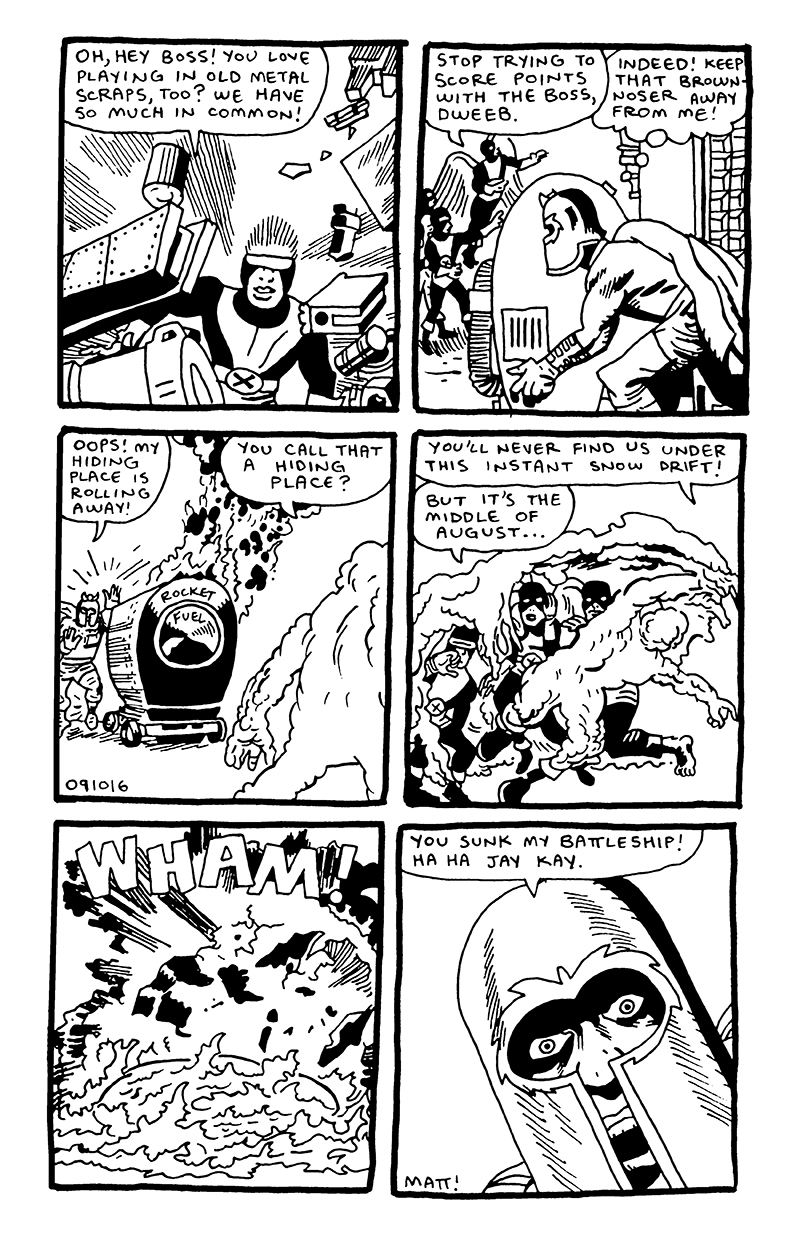 OH, HEY BOSS! YOU LOVE
PLAYING IN OLD METAL
SCRAPS, TOO? WE HAVE
SO MUCH IN COMMON!
STOP TRYING TO
SCORE POINTS
WITH THE BOSS,
DWEEB.
INDEED! KEEP
THAT BROWN-
NOSER AWAY
FROM ME!
X
OOPS! MY
HIDING
PLACE IS
ROLLING
AWAY!
YOU CALL THAT
A HIDING
PLACE?
ROCKET
FUEL
091016
YOU'LL NEVER FIND US UNDER
THIS INSTANT SNOW DRIFT!
BUT IT'S THE
MIDDLE OF
AUGUST...
X
WHAM!
YOU SUNK MY BATTLESHIP!
HA HA JAY KAY.
MATT!